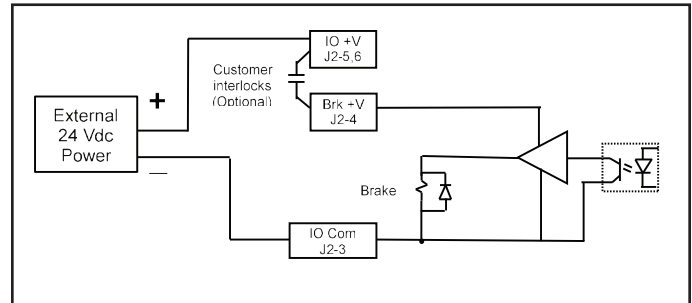 IO +V
J2-5,6
Customer
interlocks
(Optional)
Brk +V
J2-4
External
24 Vdc
Power
+
—
Brake
IO Com
J2-3